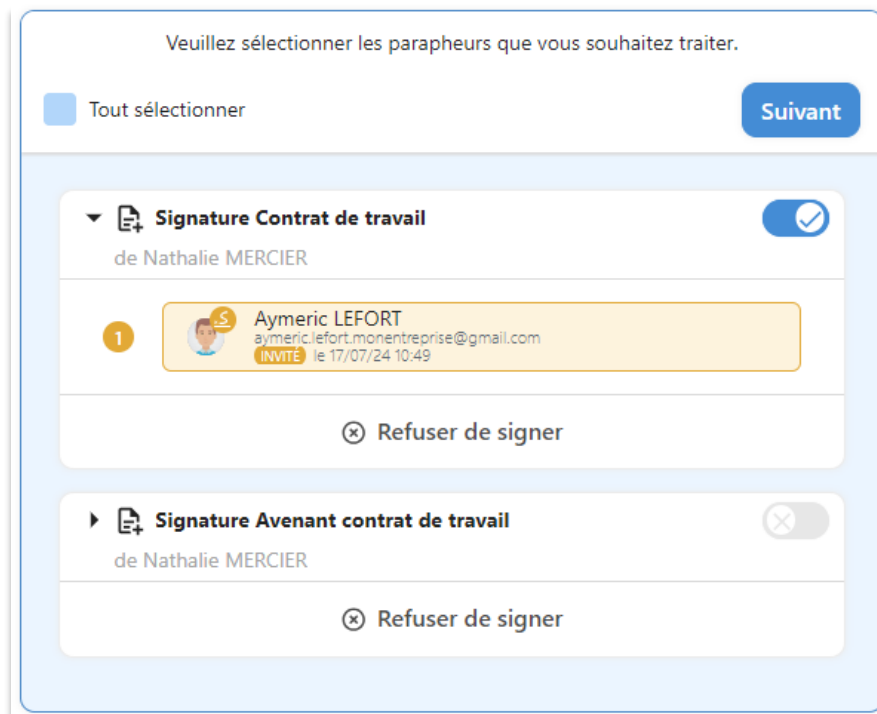 Veuillez sélectionner les parapheurs que vous souhaitez traiter.
Tout sélectionner
Suivant
Signature Contrat de travail
de Nathalie MERCIER
1
Aymeric LEFORT
aymeric.lefort.monentreprise@gmail.com
INVITÉ le 17/07/24 10:49
Refuser de signer
Signature Avenant contrat de travail
de Nathalie MERCIER
Refuser de signer